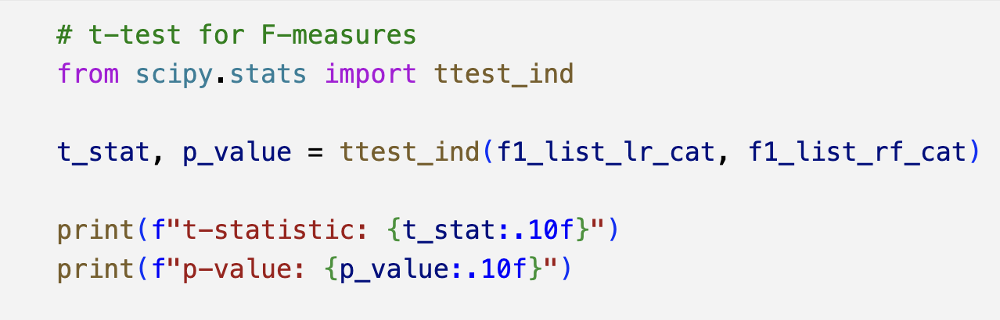 # t-test for F-measures
from scipy.stats import ttest_ind
t_stat, p_value = ttest_ind(f1_list_lr_cat, f1_list_rf_cat)
print(f"t-statistic: {t_stat:.10f}")
print(f"p-value: {p_value:.10f}")